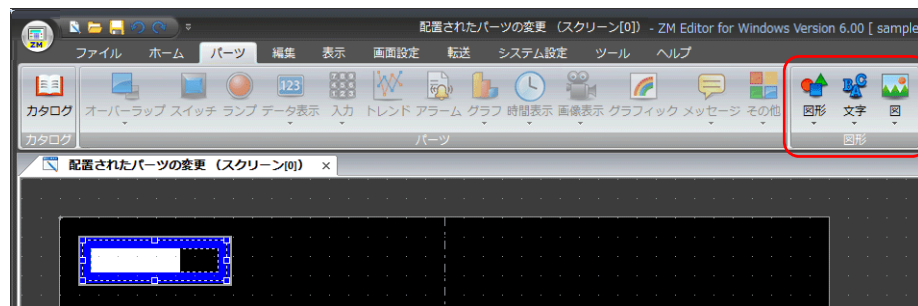 配置されたパーツの変更 (スクリーン[0]) - ZM Editor for Windows Version 6.00 [ sample
ZM
ファイル ホーム パーツ 編集 表示 画面設定 転送 システム設定 ツール ヘルプ
123 ABC
カタログ オーバーラップ スイッチ ランプ データ表示 入力 トレンド アラーム グラフ 時間表示 画像表示 グラフィック メッセージ その他 図形 文字 図
カタログ パーツ 図形
配置されたパーツの変更 (スクリーン[0]) ×